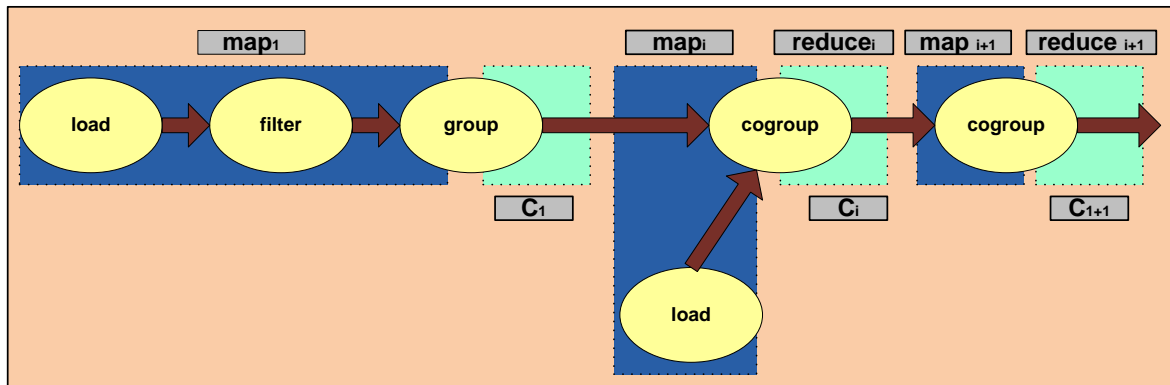 map1
mapi
reducei
map i+1
reduce i+1
load
filter
group
cogroup
cogroup
C1
Ci
C1+1
load